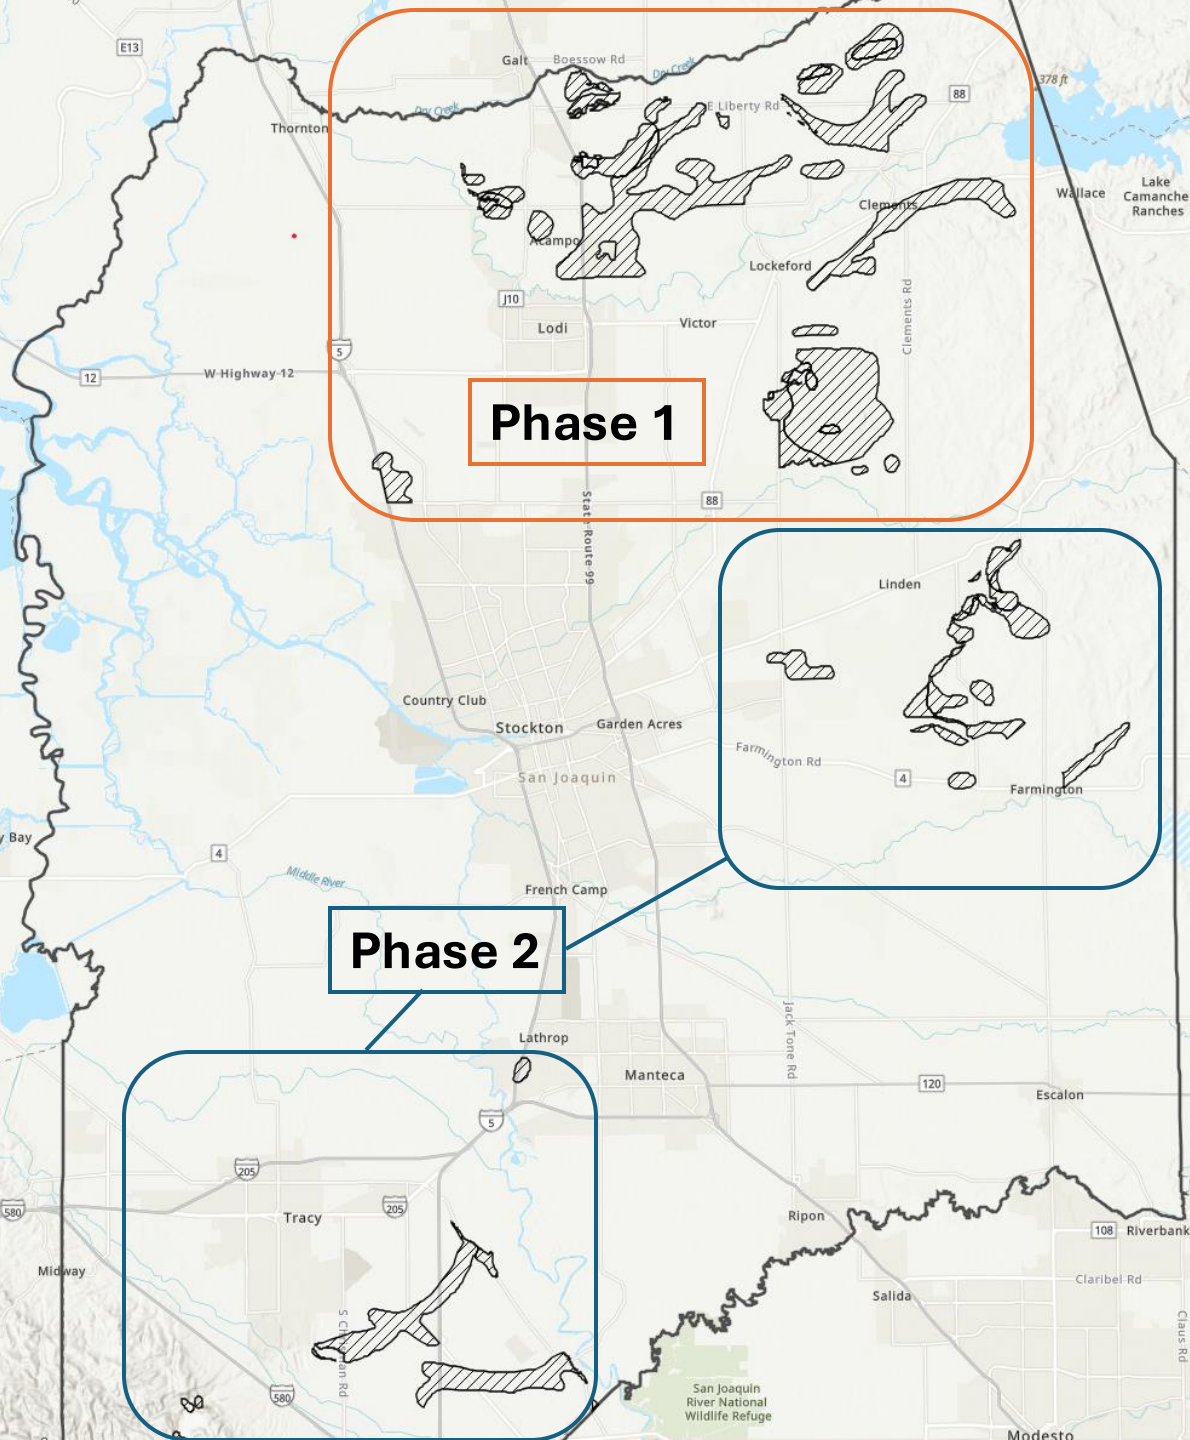 E13
Galt
Boessow Rd
Dry Creek
378 ft
88
Dry Creek
E Liberty Rd
Thornton
Wallace
Lake
Camanche
Ranches
Clements
Acampo
Lockeford
J10
Clements Rd
Lodi
Victor
5
12
W Highway 12
Phase 1
88
State Route 99
Linden
Country Club
Stockton
Garden Acres
Farmington Rd
San Joaquin
4
Farmington
y Bay
4
Middle River
French Camp
Phase 2
Jack Tone Rd
Lathrop
Manteca
120
Escalon
5
205
580
205
Tracy
Ripon
108
Riverbank
Midway
Claribel Rd
Salida
S Chrisman Rd
Claus Rd
580
San Joaquin
River National
Wildlife Refuge
Modesto